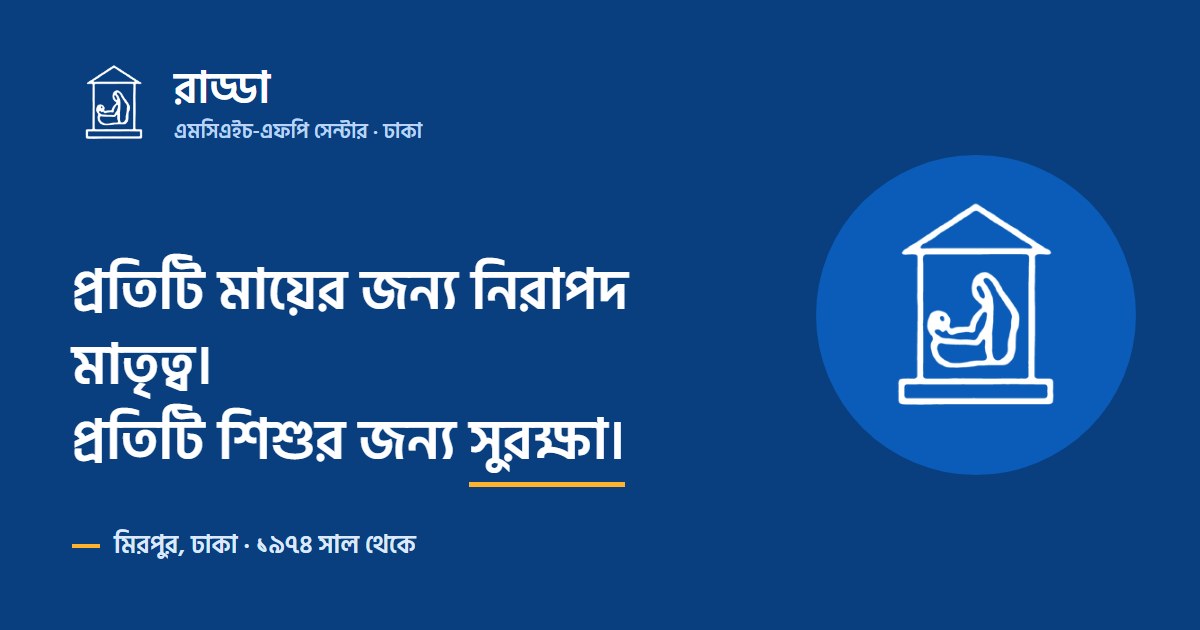 রাড্ডা
এমসিএইচ-এফপি সেন্টার · ঢাকা
প্রতিটি মায়ের জন্য নিরাপদ
মাতৃত্ব।
প্রতিটি শিশুর জন্য সুরক্ষা।
মিরপুর, ঢাকা · ১৯৭৪ সাল থেকে